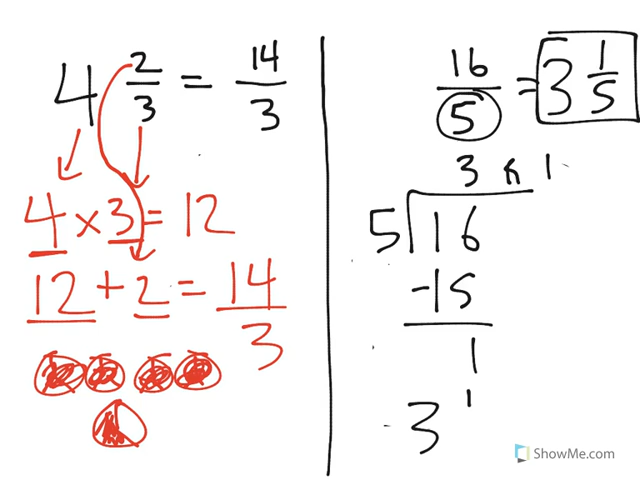 4 2/3 = 14/3
4 x 3 = 12
12 + 2 = 14/3
16/5 = 3 1/5
3 R 1
5 16
-15
1
3 1
ShowMe.com